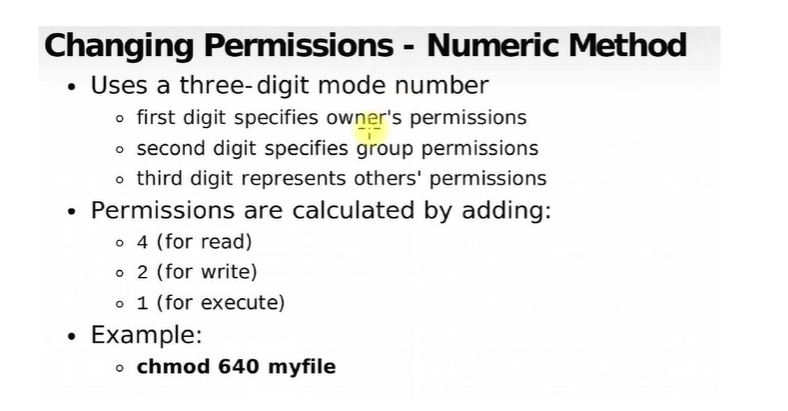 Changing Permissions - Numeric Method
• Uses a three-digit mode number
◦ first digit specifies owner's permissions
◦ second digit specifies group permissions
◦ third digit represents others' permissions
• Permissions are calculated by adding:
◦ 4 (for read)
◦ 2 (for write)
◦ 1 (for execute)
• Example:
◦ chmod 640 myfile